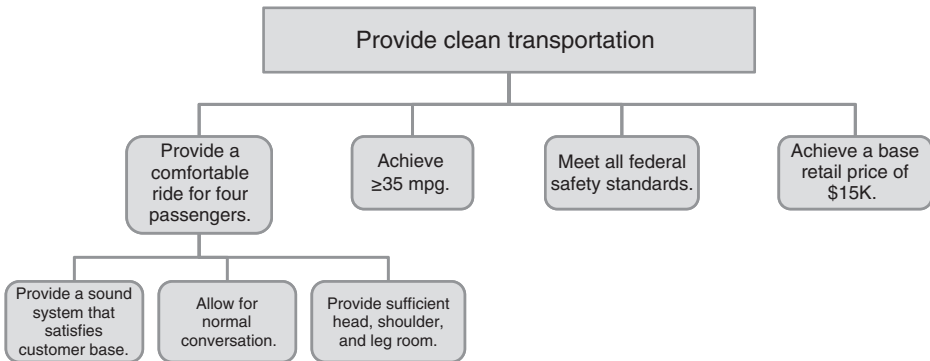 Provide clean transportation
Provide a
comfortable
ride for four
passengers.
Achieve
≥35 mpg.
Meet all federal
safety standards.
Achieve a base
retail price of
$15K.
Provide a sound
system that
satisfies
customer base.
Allow for
normal
conversation.
Provide sufficient
head, shoulder,
and leg room.